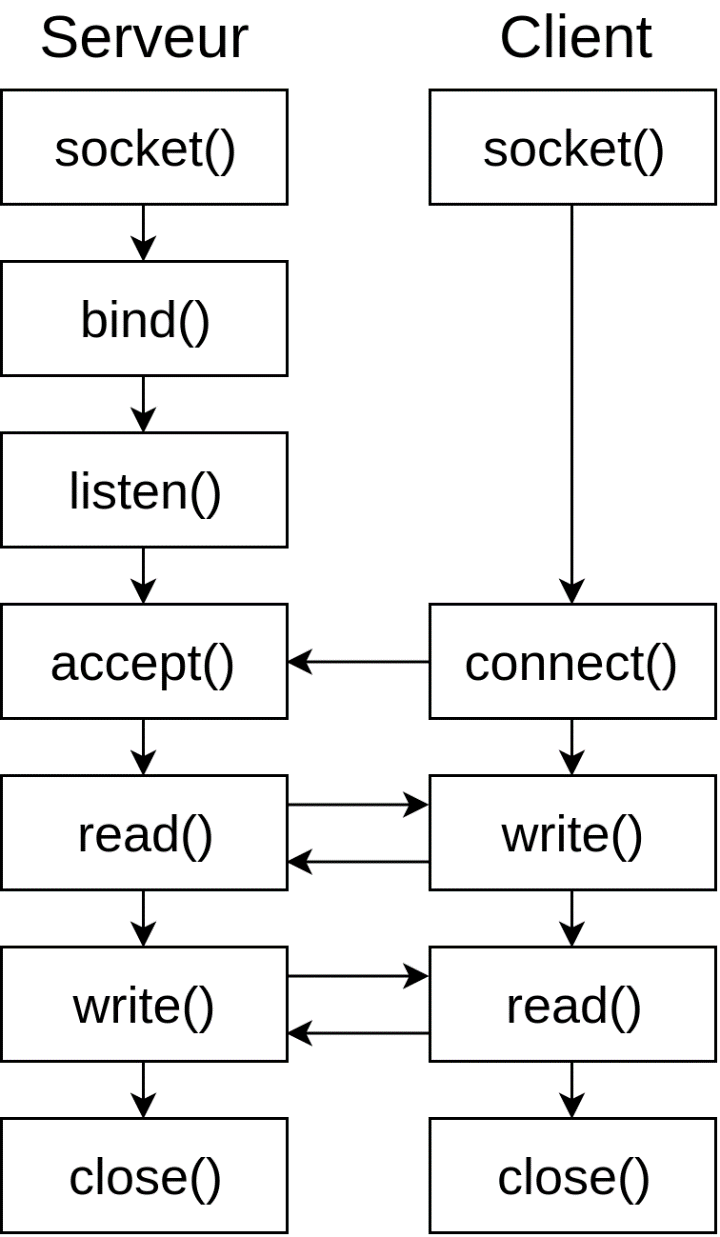 Serveur
Client
socket()
socket()
bind()
listen()
accept()
connect()
read()
write()
write()
read()
close()
close()